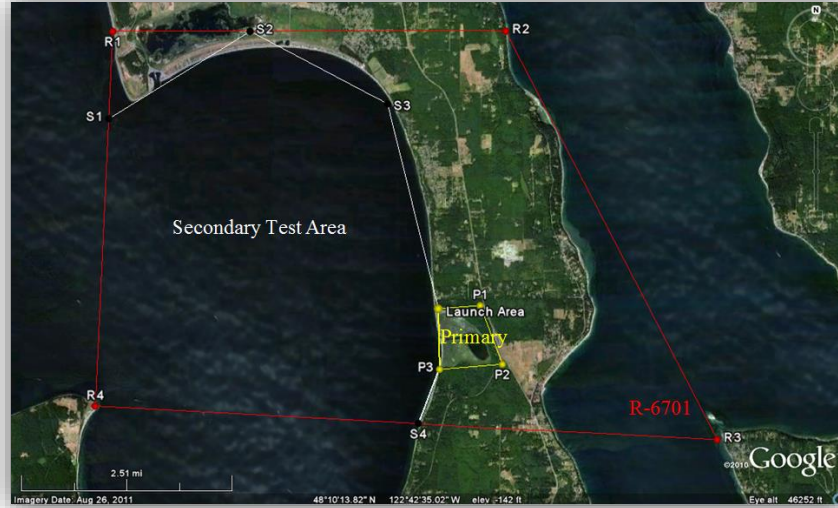 R1
S2
R2
S1
S3
Secondary Test Area
P1
Launch Area
Primary
P3
P2
R4
R-6701
S4
R3
©2010 Google
2.51 mi
Imagery Date: Aug 26, 2011 48°10'13.82" N 122°42'35.02" W elev -142 ft Eye alt 46252 ft
N